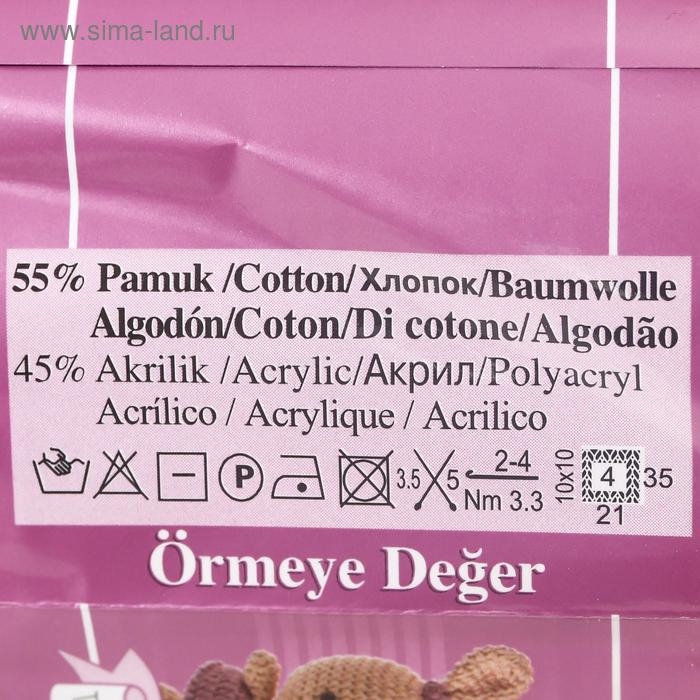 www.sima-land.ru
55% Pamuk /Cotton/Хлопок/Baumwolle
Algodón/Coton/Di cotone/Algodão
45% Akrilik /Acrylic/Акрил/Polyacryl
Acrílico / Acrylique / Acrilico
P 3.5 5 2-4 Nm 3.3 10x10 4 35
21
Örmeye Değer